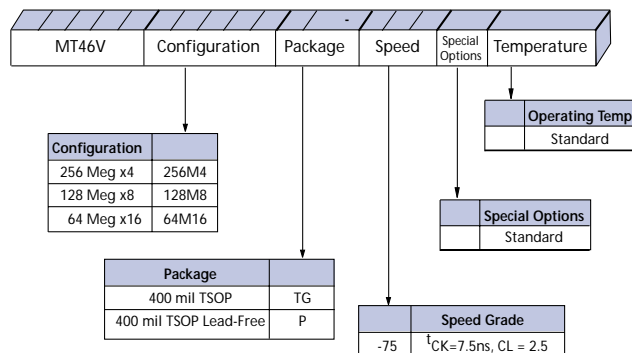 -
MT46V Configuration Package Speed Special Options Temperature
Operating Temp
Standard
Configuration
256 Meg x4 256M4
128 Meg x8 128M8
64 Meg x16 64M16
Special Options
Standard
Package
400 mil TSOP TG
400 mil TSOP Lead-Free P
Speed Grade
-75 tCK=7.5ns, CL = 2.5